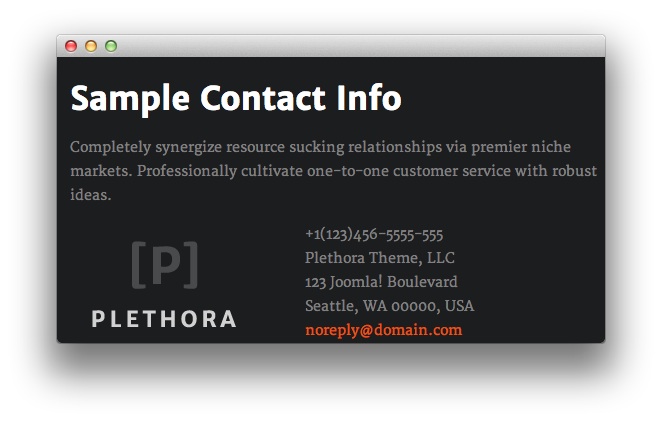 Sample Contact Info
Completely synergize resource sucking relationships via premier niche
markets. Professionally cultivate one-to-one customer service with robust
ideas.
[P]
PLETHORA
+1(123)456-5555-555
Plethora Theme, LLC
123 Joomla! Boulevard
Seattle, WA 00000, USA
noreply@domain.com